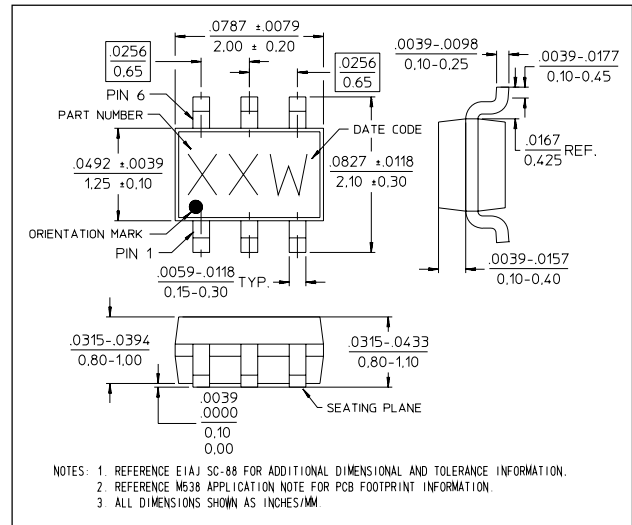 .0787 ±.0079
2.00 ± 0.20
.0256
0.65
.0256
0.65
.0039-.0098
0,10-0,25
.0039-.0177
0,10-0,45
PIN 6
PART NUMBER
DATE CODE
.0492 ±.0039
1,25 ±0,10
XXW
.0827 ±.0118
2,10 ±0,30
.0167
0,425 REF.
ORIENTATION MARK
PIN 1
.0059-.0118
0,15-0,30 TYP.
.0039-.0157
0,10-0,40
.0315-.0394
0,80-1,00
.0315-.0433
0,80-1,10
.0039
.0000
0,10
0,00
SEATING PLANE
NOTES: 1. REFERENCE EIAJ SC-88 FOR ADDITIONAL DIMENSIONAL AND TOLERANCE INFORMATION.
2. REFERENCE M538 APPLICATION NOTE FOR PCB FOOTPRINT INFORMATION.
3. ALL DIMENSIONS SHOWN AS INCHES/MM.